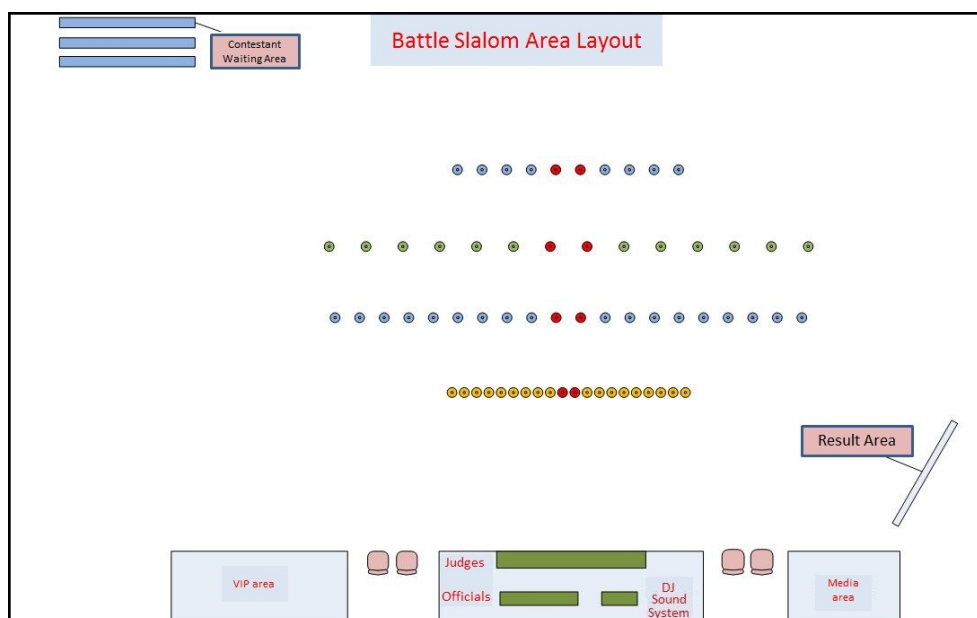 Battle Slalom Area Layout
Contestant
Waiting Area
Result Area
VIP area
Judges
Officials
DJ
Sound
System
Media
area